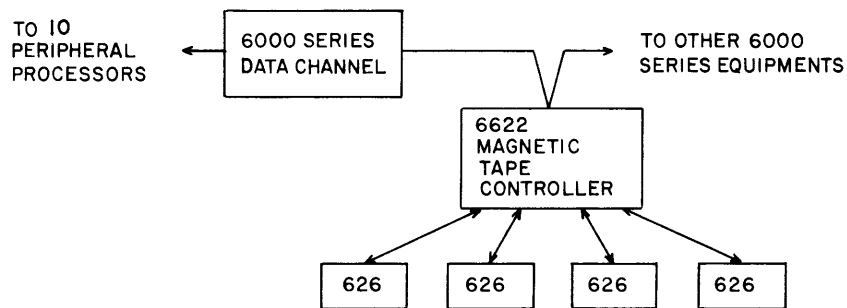 TO 10
PERIPHERAL
PROCESSORS
6000 SERIES
DATA CHANNEL
TO OTHER 6000
SERIES EQUIPMENTS
6622
MAGNETIC
TAPE
CONTROLLER
626
626
626
626